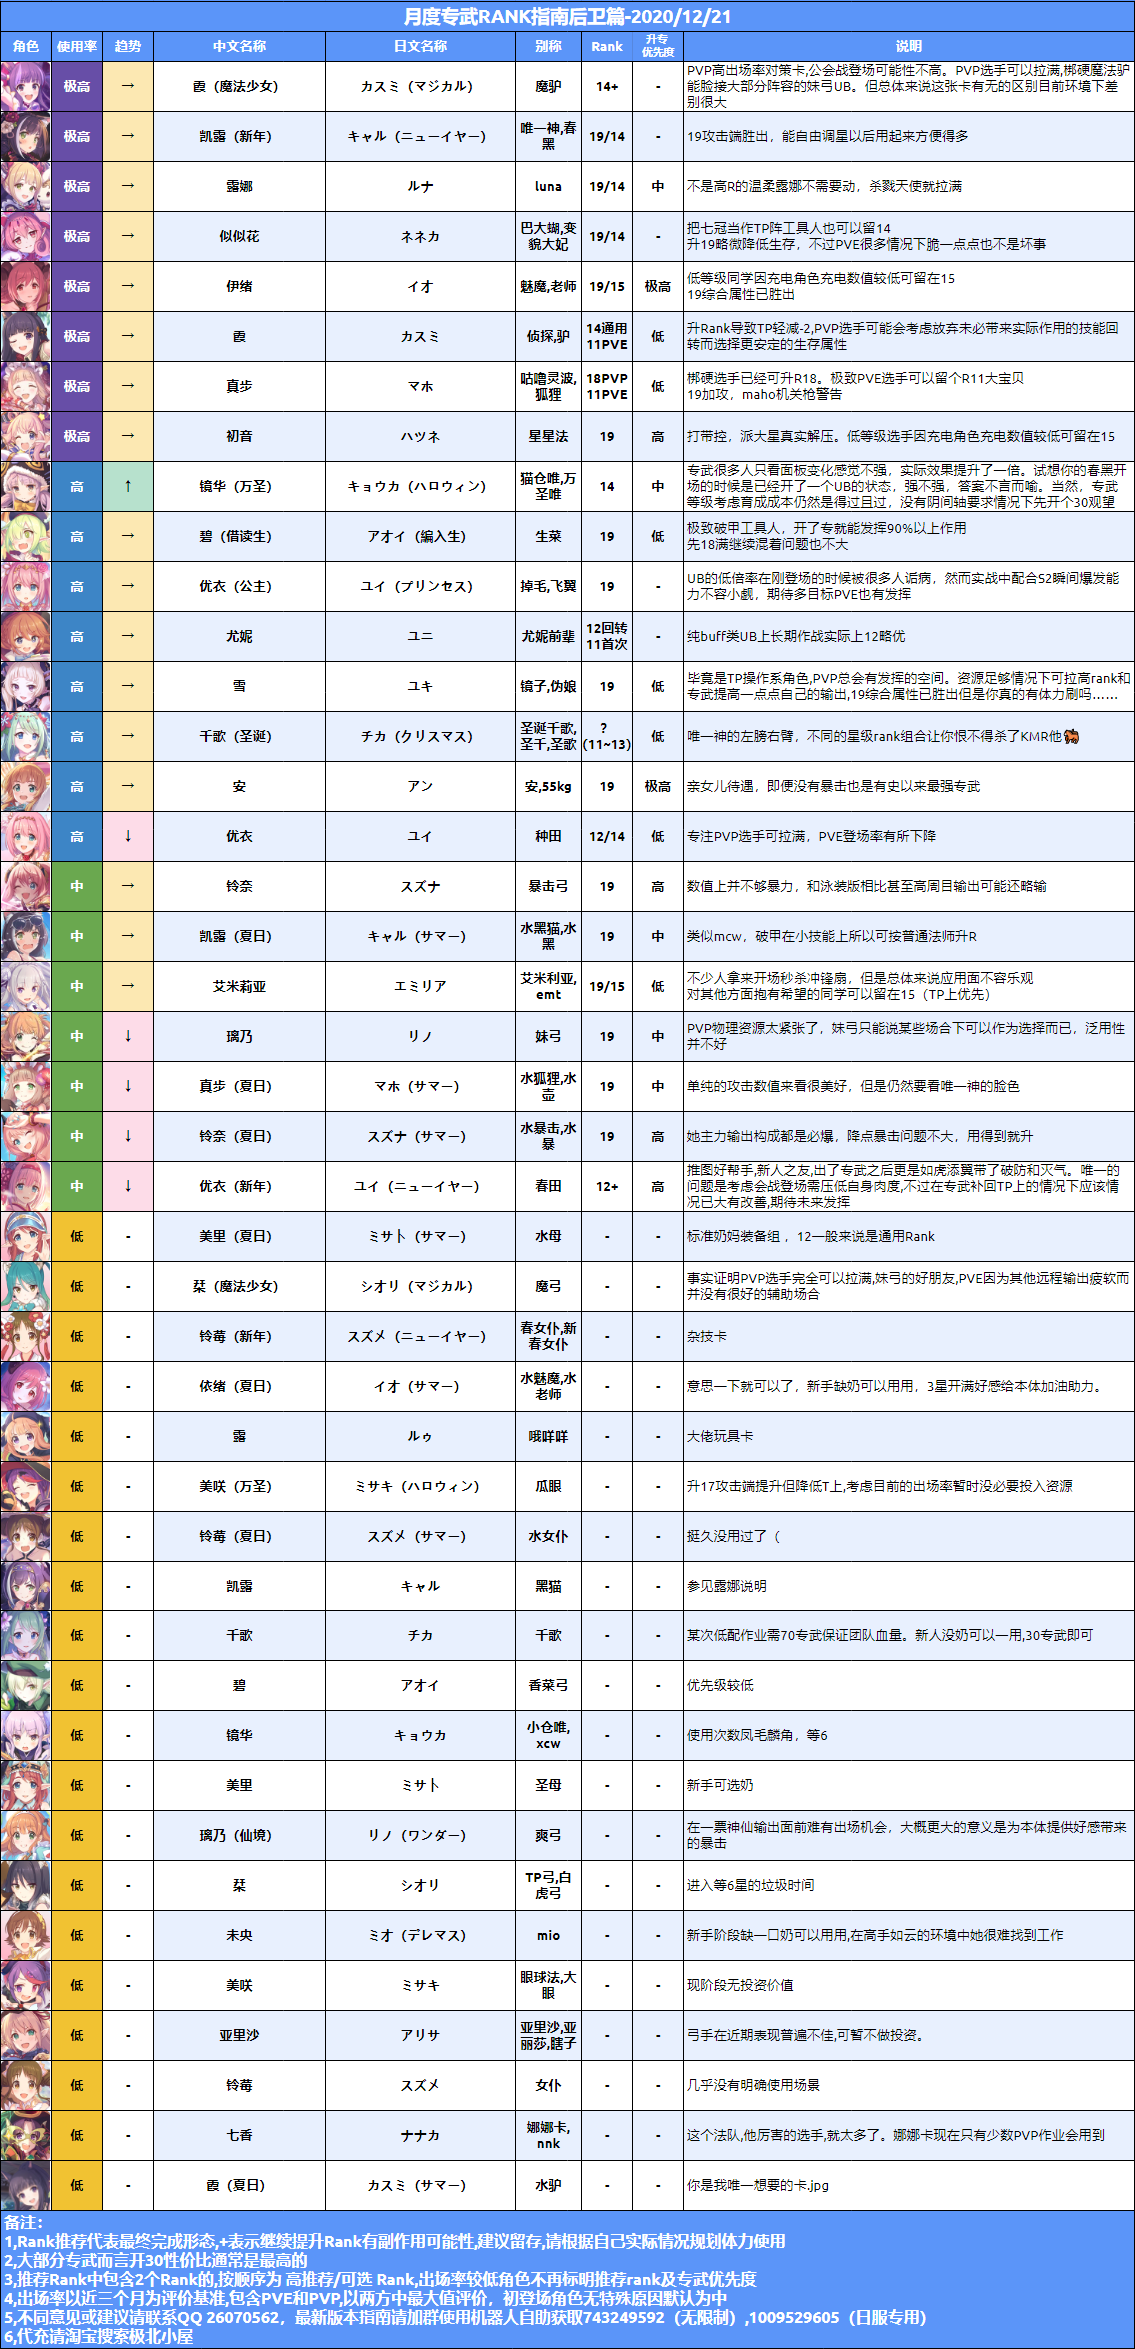 月度专武RANK指南后卫篇-2020/12/21
角色 使用率 趋势 中文名称 日文名称 别称 Rank 升专优先度 说明
极高 → 霞（魔法少女） カスミ（マジカル） 魔驴 14+ - PVP高出场率对策卡,公会战登场可能性不高。PVP选手可以拉满,梆硬魔法驴
能脸接大部分阵容的妹弓UB。但总体来说这张卡有无的区别目前环境下差
别很大
极高 → 凯露（新年） キャル（ニューイヤー） 唯一神,春黑 19/14 - 19攻击端胜出，能自由调星以后用起来方便得多
极高 → 露娜 ルナ luna 19/14 中 不是高R的温柔露娜不需要动，杀戮天使就拉满
极高 → 似似花 ネネカ 巴大蝴,变貌大妃 19/14 - 把七冠当作TP阵工具人也可以留14
升19略微降低生存，不过PVE很多情况下脆一点点也不是坏事
极高 → 伊绪 イオ 魅魔,老师 19/15 极高 低等级同学因充电角色充电数值较低可留在15
19综合属性已胜出
极高 → 霞 カスミ 侦探,驴 14通用 11PVE 低 升Rank导致TP轻减-2,PVP选手可能会考虑放弃未必带来实际作用的技能回
转而选择更安定的生存属性
极高 → 真步 マホ 咕噜灵波,狐狸 18PVP 11PVE 低 梆硬选手已经可升R18。极致PVE选手可以留个R11大宝贝
19加攻，maho机关枪警告
极高 → 初音 ハツネ 星星法 19 高 打带控，派大星真实解压。低等级选手因充电角色充电数值较低可留在15
高 ↑ 镜华（万圣） キョウカ（ハロウィン） 猫仓唯,万圣唯 14 中 专武很多人只看面板变化感觉不强，实际效果提升了一倍。试想你的春黑开
场的时候是已经开了一个UB的状态，强不强，答案不言而喻。当然，专武
等级考虑育成成本仍然是得过且过，没有阴间轴要求情况下先开个30观望
高 → 碧（借读生） アオイ（編入生） 生菜 19 低 极致破甲工具人，开了专就能发挥90%以上作用
先18满继续混着问题也不大
高 → 优衣（公主） ユイ（プリンセス） 掉毛,飞翼 19 - UB的低倍率在刚登场的时候被很多人诟病，然而实战中配合S2瞬间爆发能
力不容小觑，期待多目标PVE也有发挥
高 → 尤妮 ユニ 尤妮前辈 12回转 11首次 - 纯buff类UB上长期作战实际上12略优
高 → 雪 ユキ 镜子,伪娘 19 低 毕竟是TP操作系角色,PVP总会有发挥的空间。资源足够情况下可拉高rank和
专武提高一点点自己的输出,19综合属性已胜出但是你真的有体力刷吗……
高 → 千歌（圣诞） チカ（クリスマス） 圣诞千歌,圣千,圣歌 ？(11~13) 低 唯一神的左膀右臂，不同的星级rank组合让你恨不得杀了KMR他🐴
高 → 安 アン 安,55kg 19 极高 亲女儿待遇，即便没有暴击也是有史以来最强专武
高 ↓ 优衣 ユイ 种田 12/14 低 专注PVP选手可拉满，PVE登场率有所下降
中 → 铃奈 スズナ 暴击弓 19 高 数值上并不够暴力，和泳装版相比甚至高周目输出可能还略输
中 → 凯露（夏日） キャル（サマー） 水黑猫,水黑 19 中 类似mcw，破甲在小技能上所以可按普通法师升R
中 → 艾米莉亚 エミリア 艾米利亚,emt 19/15 低 不少人拿来开场秒杀冲锋扇，但是总体来说应用面不容乐观
对其他方面抱有希望的同学可以留在15（TP上优先）
中 ↓ 璃乃 リノ 妹弓 19 中 PVP物理资源太紧张了，妹弓只能说某些场合下可以作为选择而已，泛用性
并不好
中 ↓ 真步（夏日） マホ（サマー） 水狐狸,水壶 19 中 单纯的攻击数值来看很美好，但是仍然要看唯一神的脸色
中 ↓ 铃奈（夏日） スズナ（サマー） 水暴击,水暴 19 高 她主力输出构成都是必爆，降点暴击问题不大，用得到就升
中 ↓ 优衣（新年） ユイ（ニューイヤー） 春田 12+ 高 推图好帮手,新人之友,出了专武之后更是如虎添翼带了破防和灭气。唯一的
问题是考虑会战登场需压低自身肉度,不过在专武补回TP上的情况下应该情
况已大有改善,期待未来发挥
低 - 美里（夏日） ミサト（サマー） 水母 - - 标准奶妈装备组 ，12一般来说是通用Rank
低 - 栞（魔法少女） シオリ（マジカル） 魔弓 - - 事实证明PVP选手完全可以拉满,妹弓的好朋友,PVE因为其他远程输出疲软而
并没有很好的辅助场合
低 - 铃莓（新年） スズメ（ニューイヤー） 春女仆,新春女仆 - - 杂技卡
低 - 依绪（夏日） イオ（サマー） 水魅魔,水老师 - - 意思一下就可以了，新手缺奶可以用用，3星开满好感给本体加油助力。
低 - 露 ルゥ 哦咩咩 - - 大佬玩具卡
低 - 美咲（万圣） ミサキ（ハロウィン） 瓜眼 - - 升17攻击端提升但降低T上,考虑目前的出场率暂时没必要投入资源
低 - 铃莓（夏日） スズメ（サマー） 水女仆 - - 挺久没用过了（
低 - 凯露 キャル 黑猫 - - 参见露娜说明
低 - 千歌 チカ 千歌 - - 某次低配作业需70专武保证团队血量。新人没奶可以一用,30专武即可
低 - 碧 アオイ 香菜弓 - - 优先级较低
低 - 镜华 キョウカ 小仓唯,xcw - - 使用次数凤毛麟角，等6
低 - 美里 ミサト 圣母 - - 新手可选奶
低 - 璃乃（仙境） リノ（ワンダー） 爽弓 - - 在一票神仙输出面前难有出场机会，大概更大的意义是为本体提供好感带来
的暴击
低 - 栞 シオリ TP弓,白虎弓 - - 进入等6星的垃圾时间
低 - 未央 ミオ（デレマス） mio - - 新手阶段缺一口奶可以用用,在高手如云的环境中她很难找到工作
低 - 美咲 ミサキ 眼球法,大眼 - - 现阶段无投资价值
低 - 亚里沙 アリサ 亚里沙,亚丽莎,瞎子 - - 弓手在近期表现普遍不佳,可暂不做投资。
低 - 铃莓 スズメ 女仆 - - 几乎没有明确使用场景
低 - 七香 ナナカ 娜娜卡,nnk - - 这个法队,他厉害的选手,就太多了。娜娜卡现在只有少数PVP作业会用到
低 - 霞（夏日） カスミ（サマー） 水驴 - - 你是我唯一想要的卡.jpg
备注：
1,Rank推荐代表最终完成形态,+表示继续提升Rank有副作用可能性,建议留存,请根据自己实际情况规划体力使用
2,大部分专武而言开30性价比通常是最高的
3,推荐Rank中包含2个Rank的,按顺序为 高推荐/可选 Rank,出场率较低角色不再标明推荐rank及专武优先度
4,出场率以近三个月为评价基准,包含PVE和PVP,以两方中最大值评价，初登场角色无特殊原因默认为中
5,不同意见或建议请联系QQ 26070562，最新版本指南请加群使用机器人自助获取743249592（无限制）,1009529605（日服专用）
6,代充请淘宝搜索极北小屋